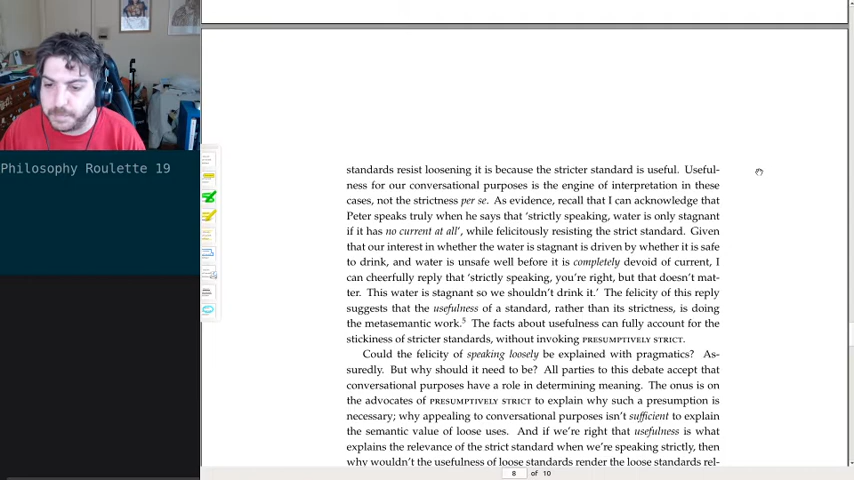 Philosophy Roulette 19
standards resist loosening it is because the stricter standard is useful. Useful-
ness for our conversational purposes is the engine of interpretation in these
cases, not the strictness per se. As evidence, recall that I can acknowledge that
Peter speaks truly when he says that ‘strictly speaking, water is only stagnant
if it has no current at all’, while felicitously resisting the strict standard. Given
that our interest in whether the water is stagnant is driven by whether it is safe
to drink, and water is unsafe well before it is completely devoid of current, I
can cheerfully reply that ‘strictly speaking, you’re right, but that doesn’t mat-
ter. This water is stagnant so we shouldn’t drink it.’ The felicity of this reply
suggests that the usefulness of a standard, rather than its strictness, is doing
the metasemantic work.5 The facts about usefulness can fully account for the
stickiness of stricter standards, without invoking PRESUMPTIVELY STRICT.
Could the felicity of speaking loosely be explained with pragmatics? As-
suredly. But why should it need to be? All parties to this debate accept that
conversational purposes have a role in determining meaning. The onus is on
the advocates of PRESUMPTIVELY STRICT to explain why such a presumption is
necessary; why appealing to conversational purposes isn’t sufficient to explain
the semantic value of loose uses. And if we’re right that usefulness is what
explains the relevance of the strict standard when we’re speaking strictly, then
why wouldn’t the usefulness of loose standards render the loose standards rel-
8 of 10